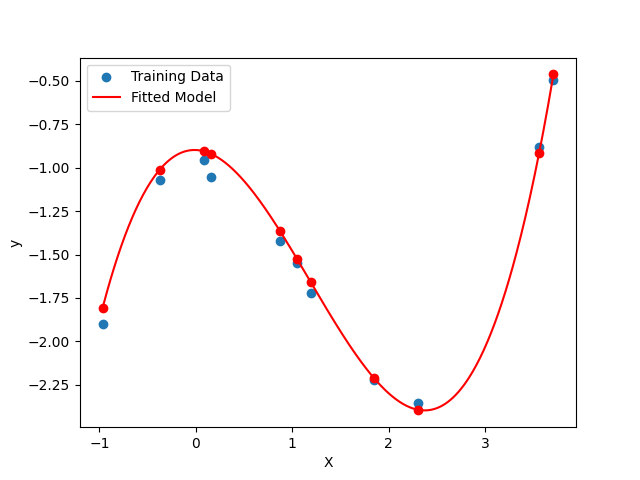 Training Data
Fitted Model
−0.50
−0.75
−1.00
−1.25
−1.50
−1.75
−2.00
−2.25
y
−1 0 1 2 3
X